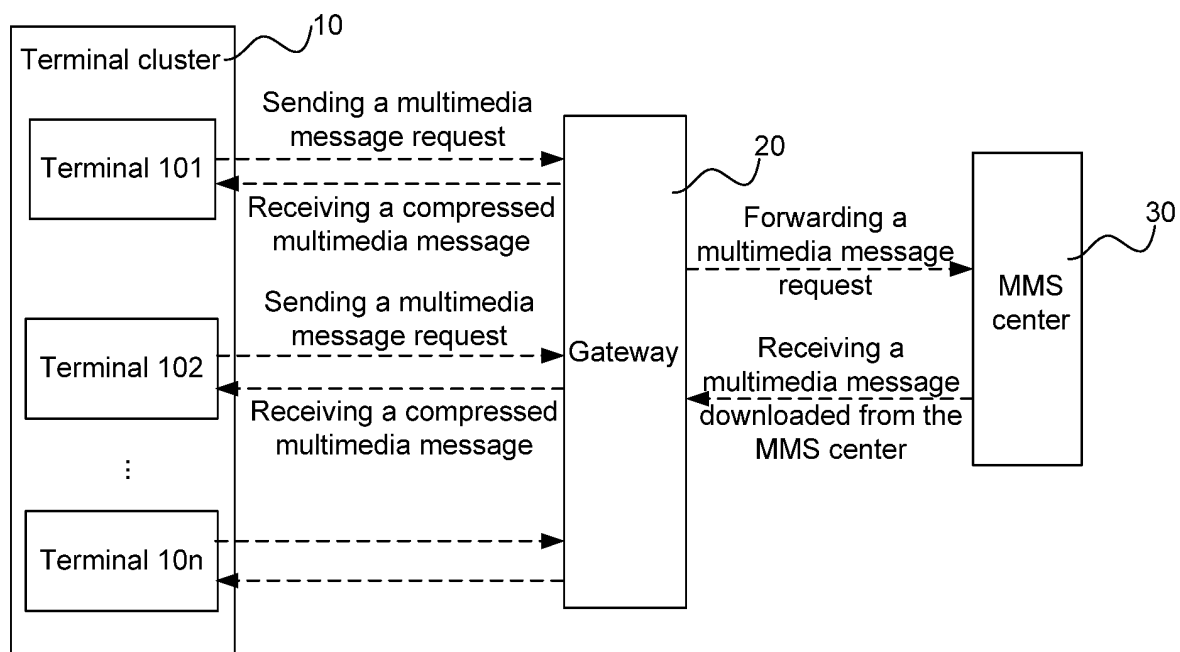 10
Terminal cluster
Terminal 101
Sending a multimedia
message request
Receiving a compressed
multimedia message
Terminal 102
Sending a multimedia
message request
Receiving a compressed
multimedia message
...
Terminal 10n
20
Gateway
Forwarding a
multimedia message
request
Receiving a
multimedia message
downloaded from the
MMS center
30
MMS
center